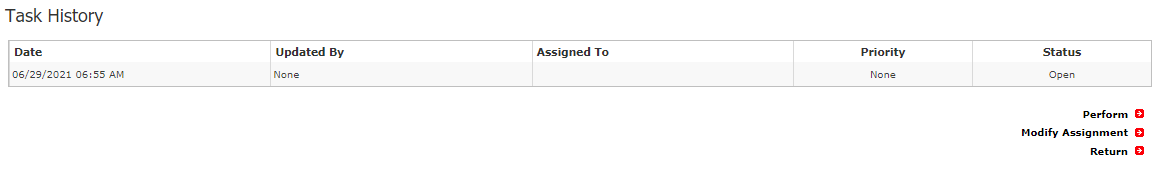 Task History
Date Updated By Assigned To Priority Status
06/29/2021 06:55 AM None None Open
Perform
Modify Assignment
Return